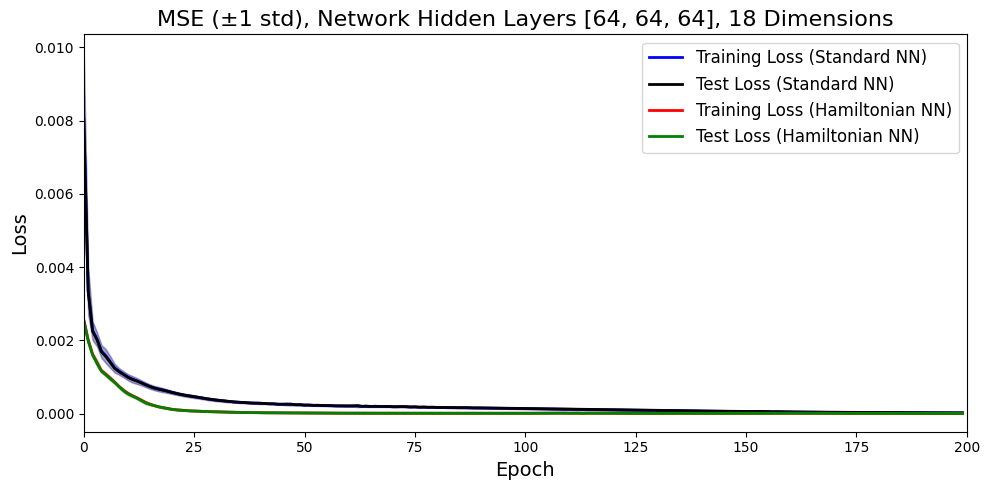 MSE (±1 std), Network Hidden Layers [64, 64, 64], 18 Dimensions
Loss
0.010
0.008
0.006
0.004
0.002
0.000
Training Loss (Standard NN)
Test Loss (Standard NN)
Training Loss (Hamiltonian NN)
Test Loss (Hamiltonian NN)
0 25 50 75 100 125 150 175 200
Epoch